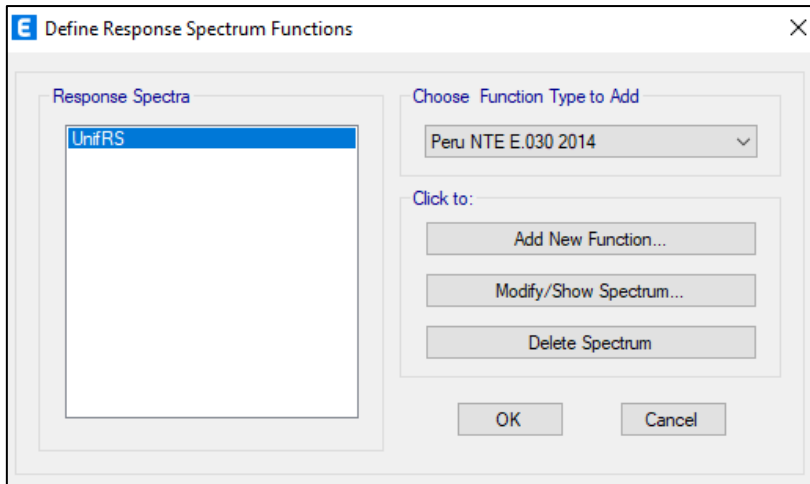 E Define Response Spectrum Functions
Response Spectra
UnifRS
Choose Function Type to Add
Peru NTE E.030 2014
Click to:
Add New Function...
Modify/Show Spectrum...
Delete Spectrum
OK Cancel